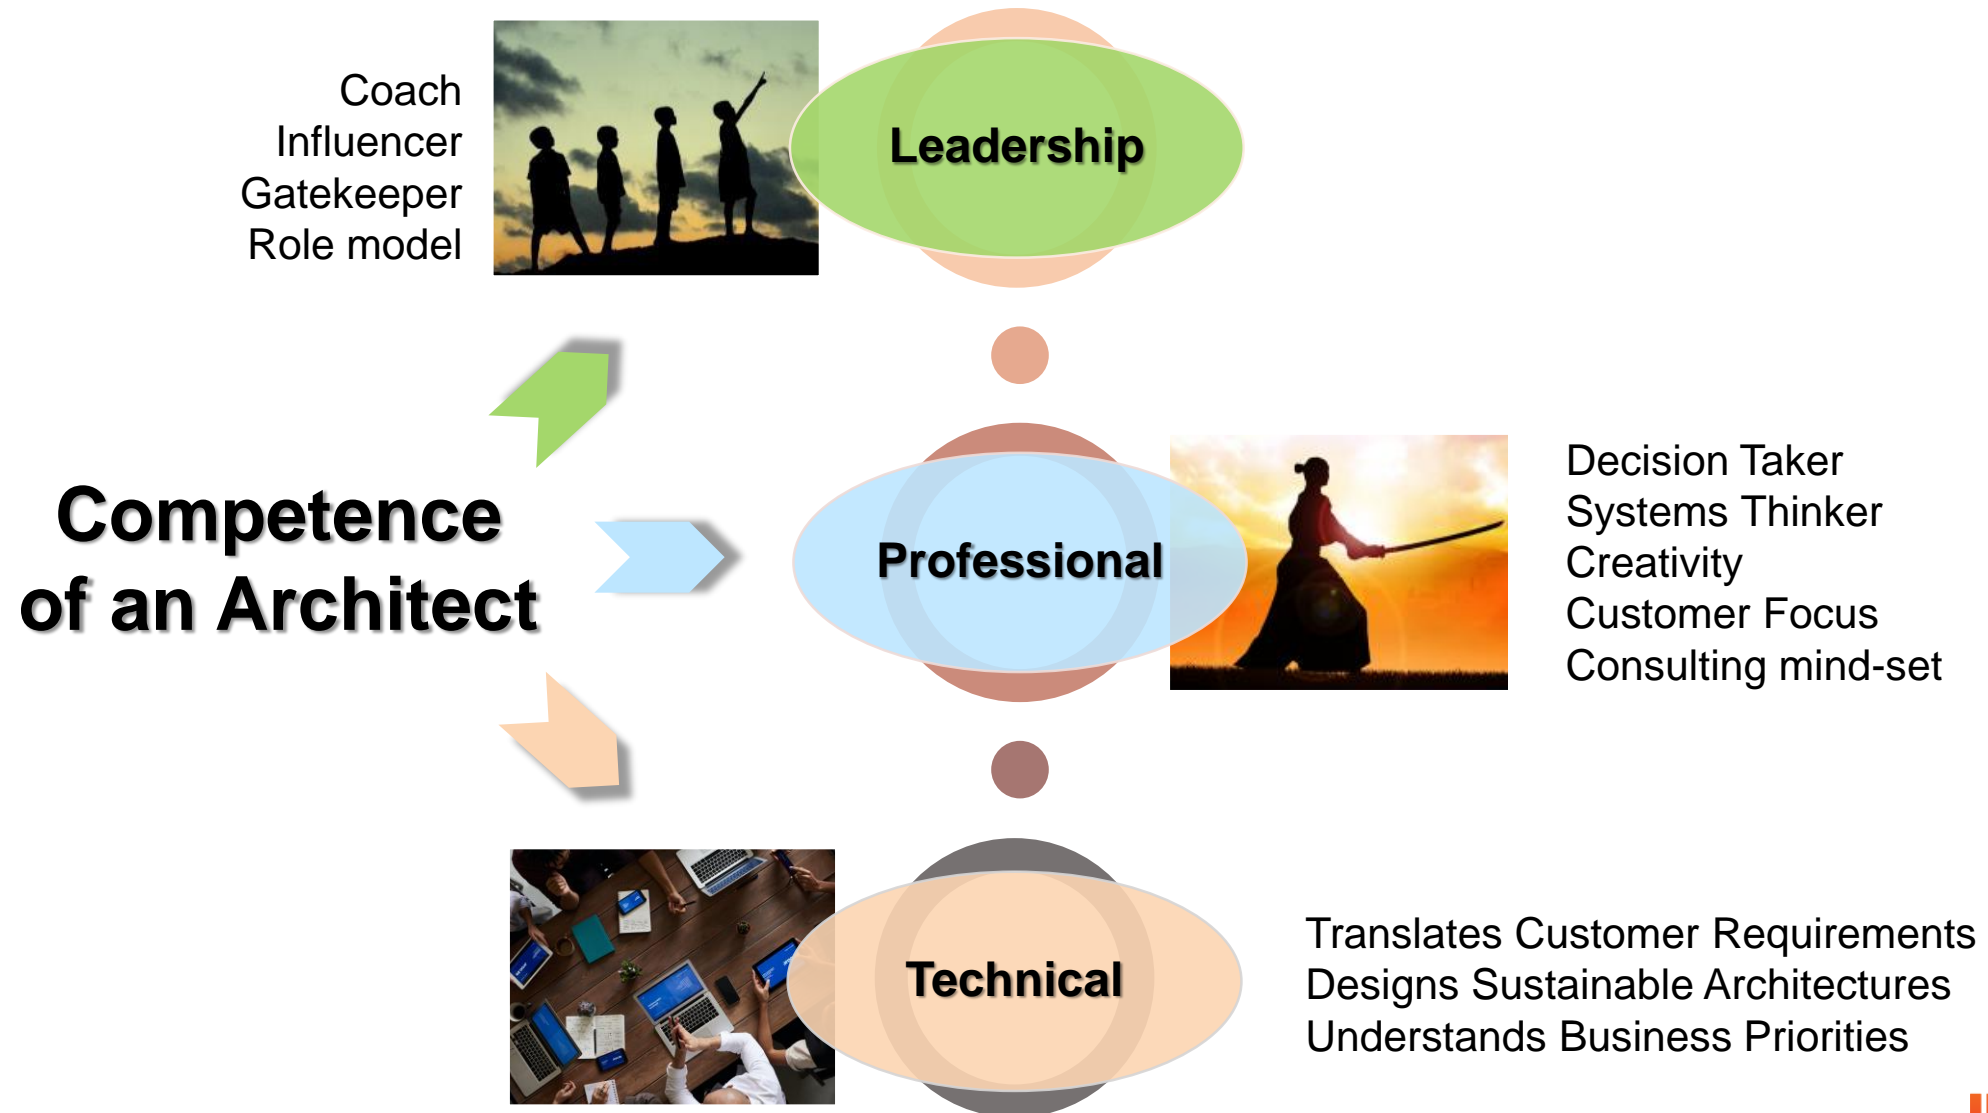 Coach
Influencer
Gatekeeper
Role model
Leadership
Competence
of an Architect
Professional
Decision Taker
Systems Thinker
Creativity
Customer Focus
Consulting mind-set
Technical
Translates Customer Requirements
Designs Sustainable Architectures
Understands Business Priorities